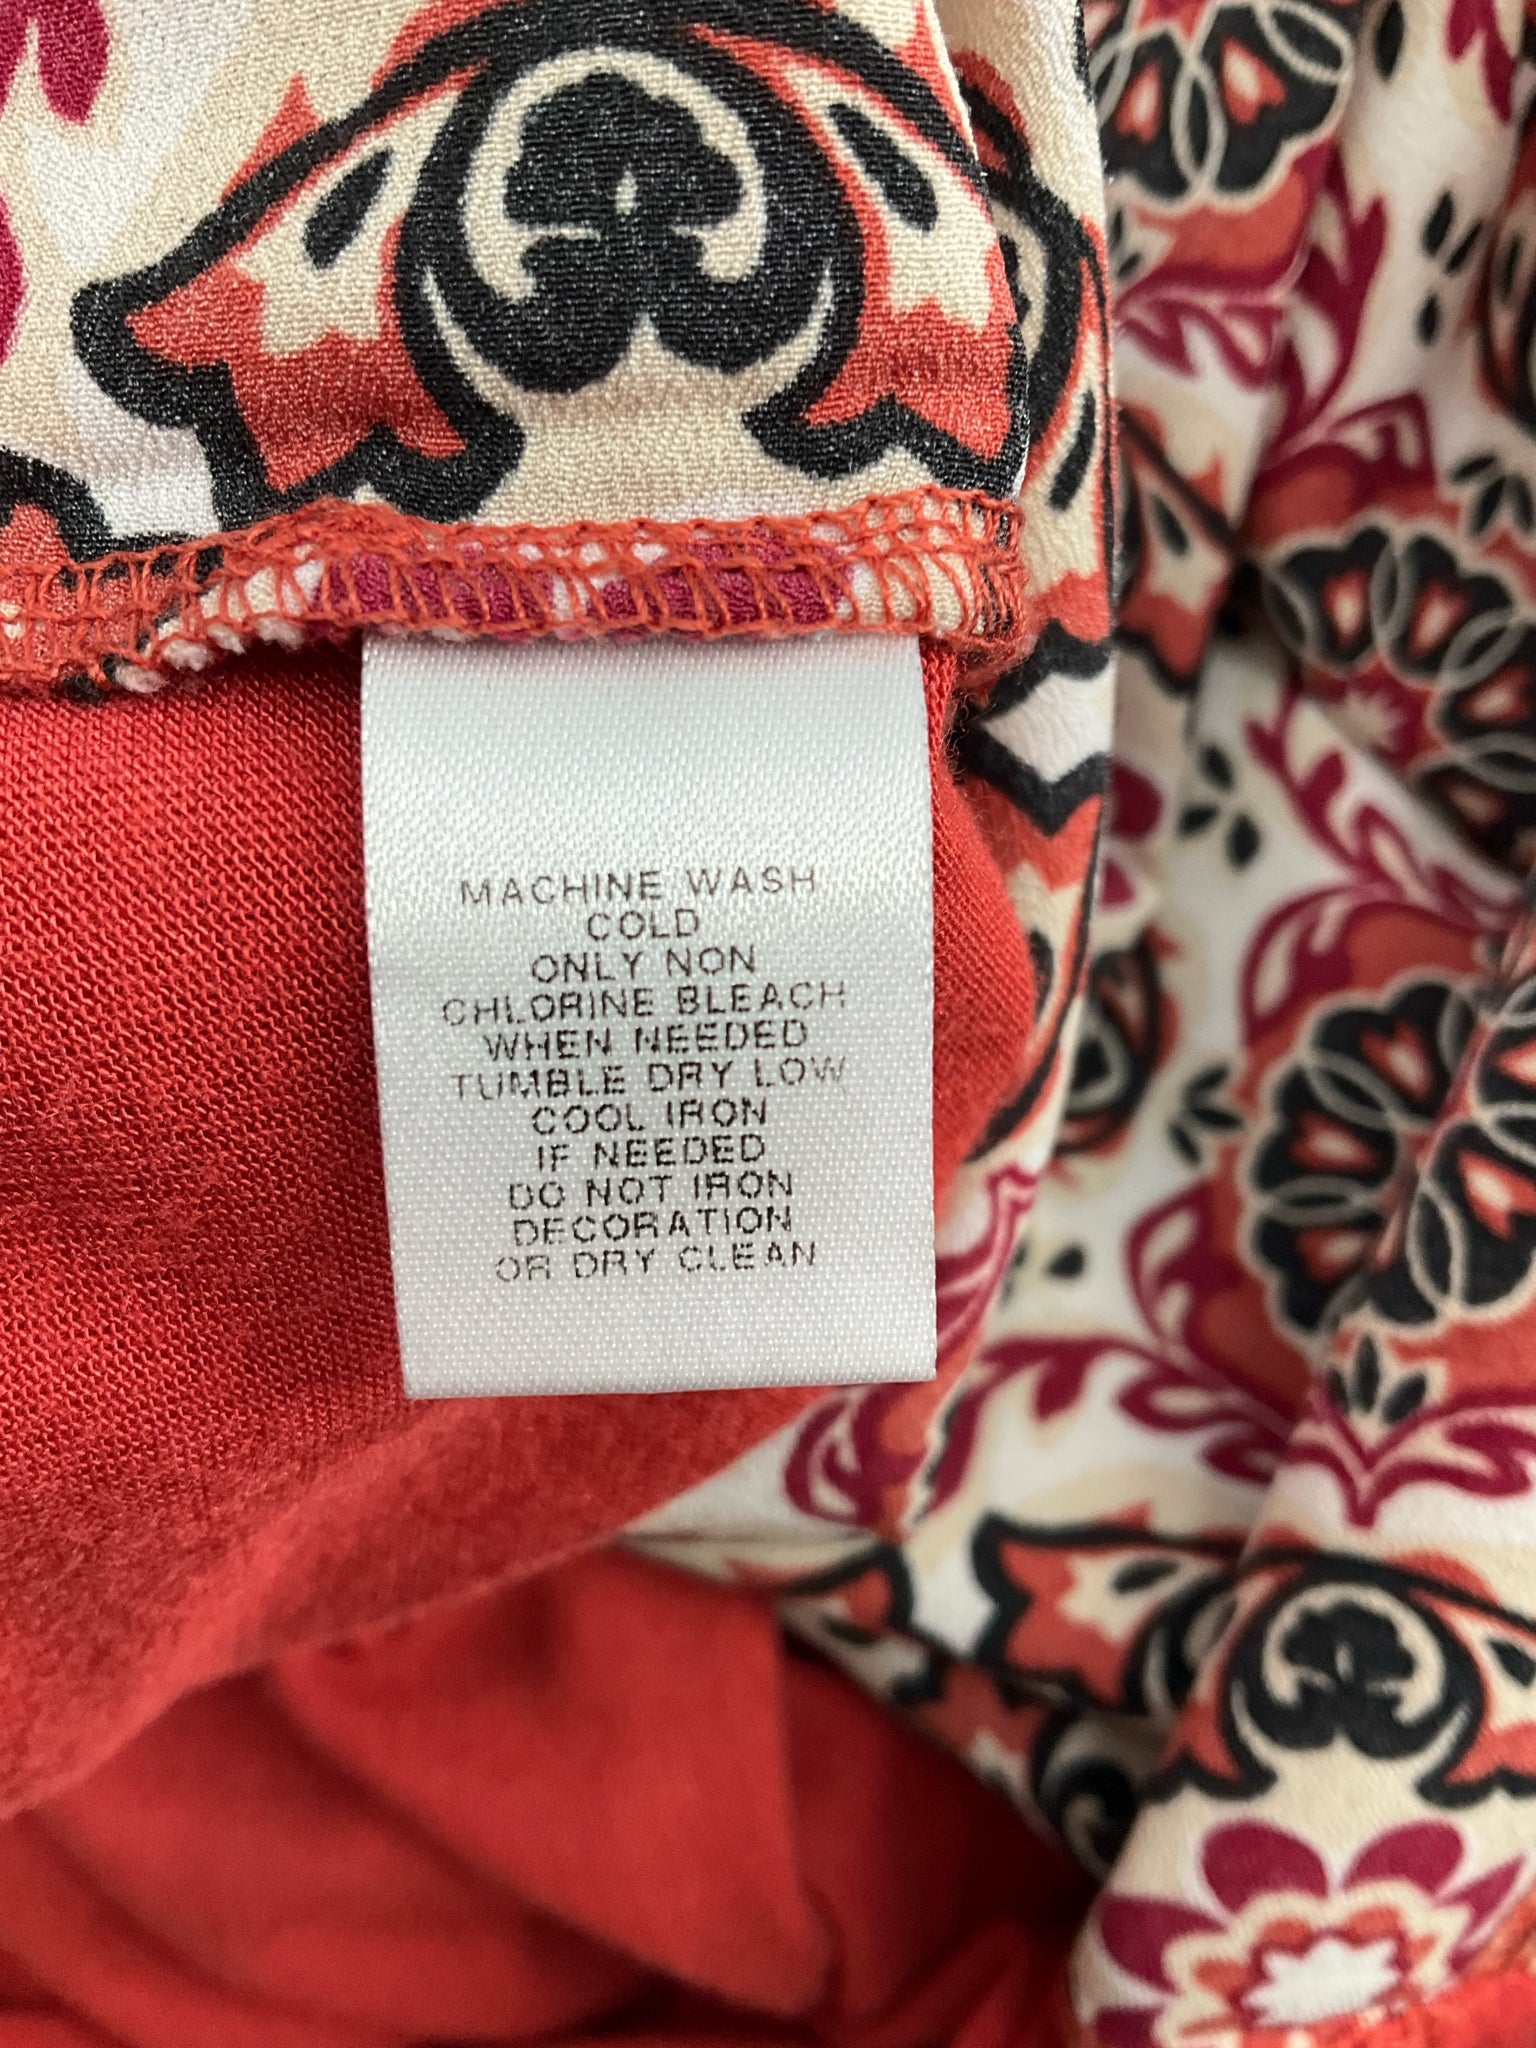 MACHINE WASH
COLD
ONLY NON
CHLORINE BLEACH
WHEN NEEDED
TUMBLE DRY LOW
COOL IRON
IF NEEDED
DO NOT IRON
DECORATION
OR DRY CLEAN